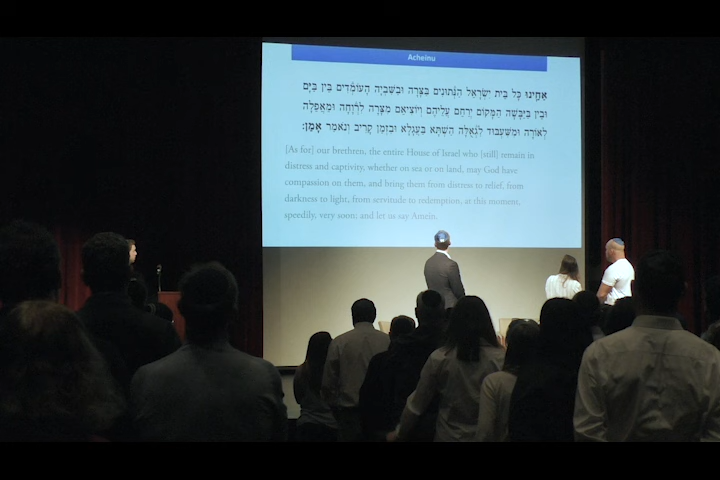 Acheinu
אַחֵינוּ כָּל בֵּית יִשְׂרָאֵל הַנְּתוּנִים בְּצָרָה וּבְשִׁבְיָה הָעוֹמְדִים בֵּין בַּיָּם
וּבֵין בַּיַּבָּשָׁה הַמָּקוֹם יְרַחֵם עֲלֵיהֶם וְיוֹצִיאֵם מִצָּרָה לִרְוָחָה וּמֵאֲפֵלָה
לְאוֹרָה וּמִשִּׁעְבּוּד לִגְאֻלָּה הַשְׁתָּא בַּעֲגָלָא וּבִזְמַן קָרִיב וְנֹאמַר אָמֵן:
[As for] our brethren, the entire House of Israel who [still] remain in
distress and captivity, whether on sea or on land, may God have
compassion on them, and bring them from distress to relief, from
darkness to light, from servitude to redemption, at this moment,
speedily, very soon; and let us say Amein.